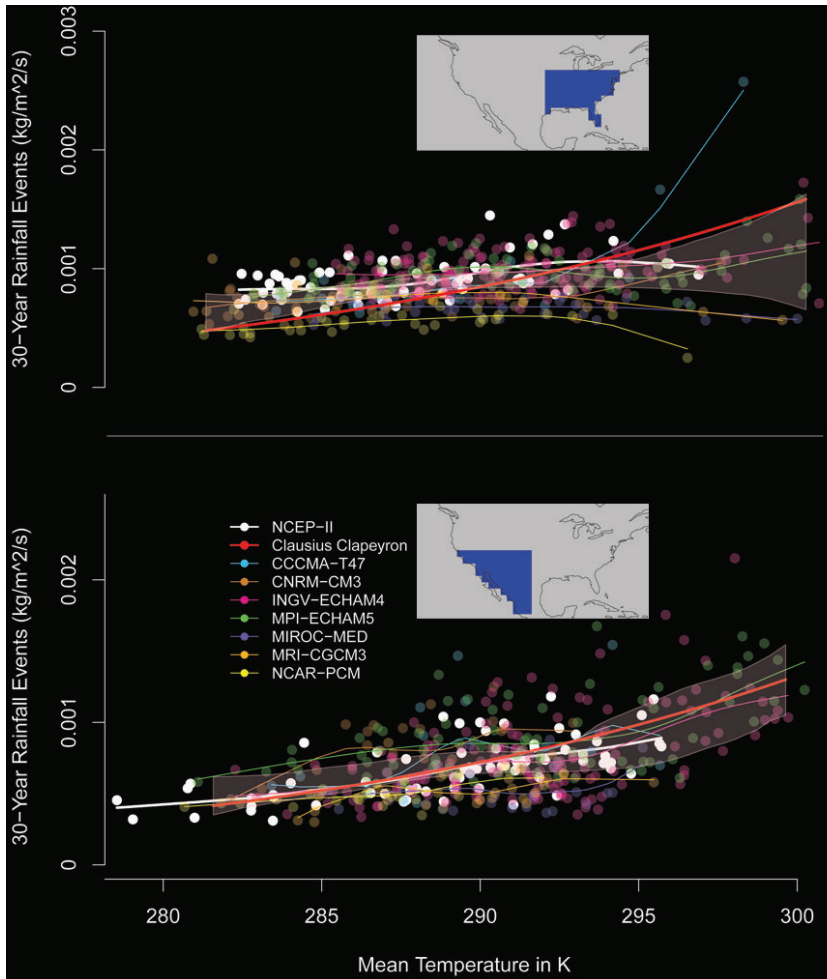 30-Year Rainfall Events (kg/m^2/s)
0.003
0.002
0.001
0
30-Year Rainfall Events (kg/m^2/s)
0.002
0.001
0
NCEP-II
Clausius Clapeyron
CCCMA-T47
CNRM-CM3
INGV-ECHAM4
MPI-ECHAM5
MIROC-MED
MRI-CGCM3
NCAR-PCM
280 285 290 295 300
Mean Temperature in K